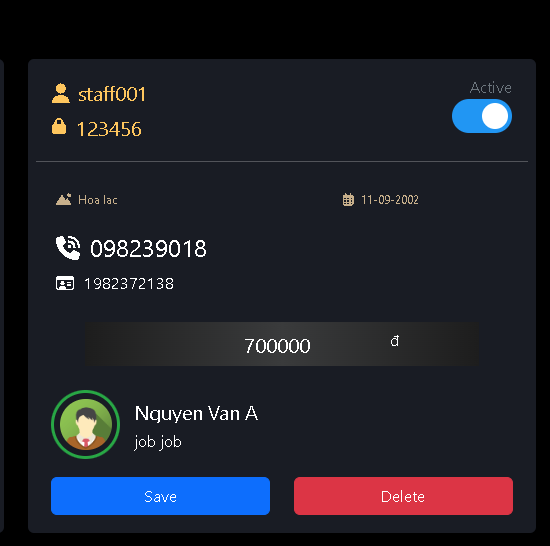 staff001
Active
123456
Hoa lac 11-09-2002
098239018
1982372138
700000 đ
Nguyen Van A
job job
Save Delete